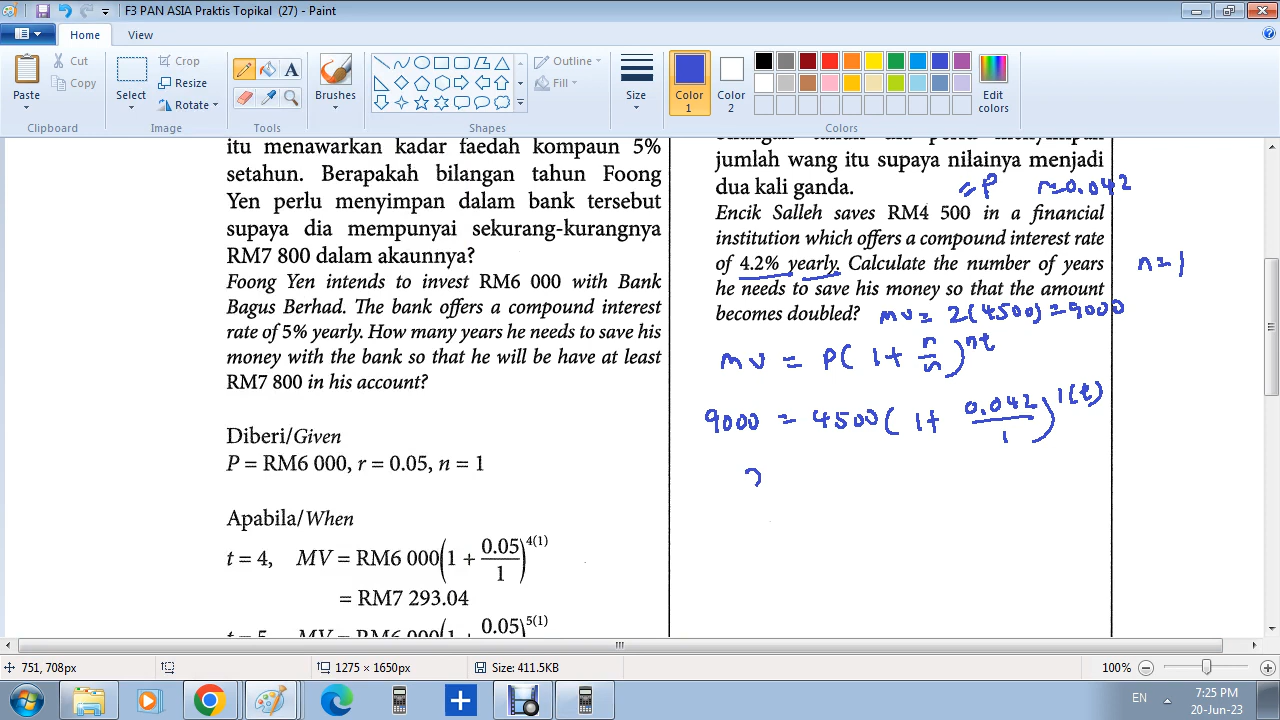 F3 PAN ASIA Praktis Topikal (27) - Paint
Home View
Paste Cut Copy
Select Crop Resize Rotate
Brushes
Outline Fill
Size
Color 1
Color 2
Edit colors
Clipboard Image Tools Shapes Colors
itu menawarkan kadar faedah kompaun 5%
setahun. Berapakah bilangan tahun Foong
Yen perlu menyimpan dalam bank tersebut
supaya dia mempunyai sekurang-kurangnya
RM7 800 dalam akaunnya?
Foong Yen intends to invest RM6 000 with Bank
Bagus Berhad. The bank offers a compound interest
rate of 5% yearly. How many years he needs to save his
money with the bank so that he will be have at least
RM7 800 in his account?
Diberi/Given
P = RM6 000, r = 0.05, n = 1
Apabila/When
t = 4, MV = RM6 000(1 + 0.05/1)^4(1)
= RM7 293.04
t = 5, MV = RM6 000(1 + 0.05)^5(1)
jumlah wang itu supaya nilainya menjadi
dua kali ganda.
= P r=0.042
Encik Salleh saves RM4 500 in a financial
institution which offers a compound interest rate
of 4.2% yearly. Calculate the number of years
n=1
he needs to save his money so that the amount
becomes doubled? MV = 2(4500)=9000
MV = P(1+ r/n)^nt
9000 = 4500(1+ 0.042/1)^1(t)
2
751, 708px
1275 × 1650px
Size: 411.5KB
100%
EN
7:25 PM
20-Jun-23